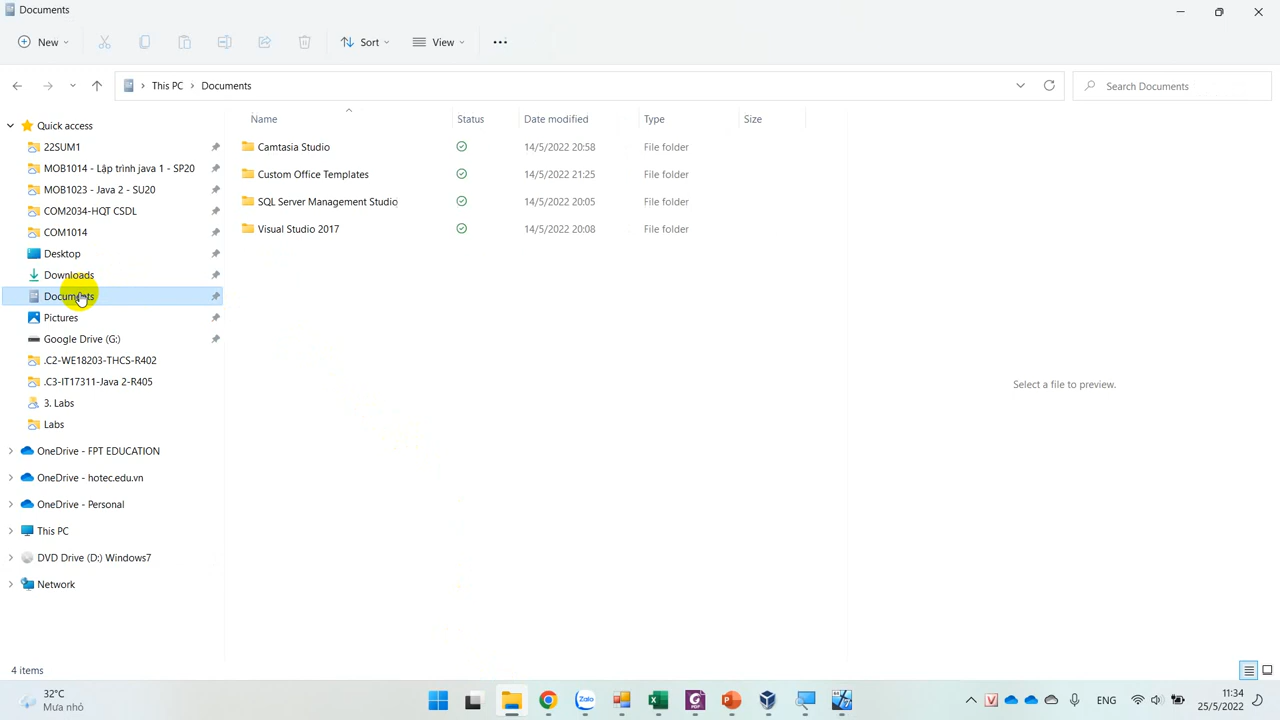 Documents
New
Sort
View
This PC > Documents
Search Documents
Name Status Date modified Type Size
Camtasia Studio 14/5/2022 20:58 File folder
Custom Office Templates 14/5/2022 21:25 File folder
SQL Server Management Studio 14/5/2022 20:05 File folder
Visual Studio 2017 14/5/2022 20:08 File folder
Quick access
22SUM1
MOB1014 - Lập trình java 1 - SP20
MOB1023 - Java 2 - SU20
COM2034-HQT CSDL
COM1014
Desktop
Downloads
Documents
Pictures
Google Drive (G:)
.C2-WE18203-THCS-R402
.C3-IT17311-Java 2-R405
3. Labs
Labs
OneDrive - FPT EDUCATION
OneDrive - hotec.edu.vn
OneDrive - Personal
This PC
DVD Drive (D:) Windows7
Network
Select a file to preview.
4 items
32°C
Mưa nhỏ
Zalo
ENG
11:34
25/5/2022